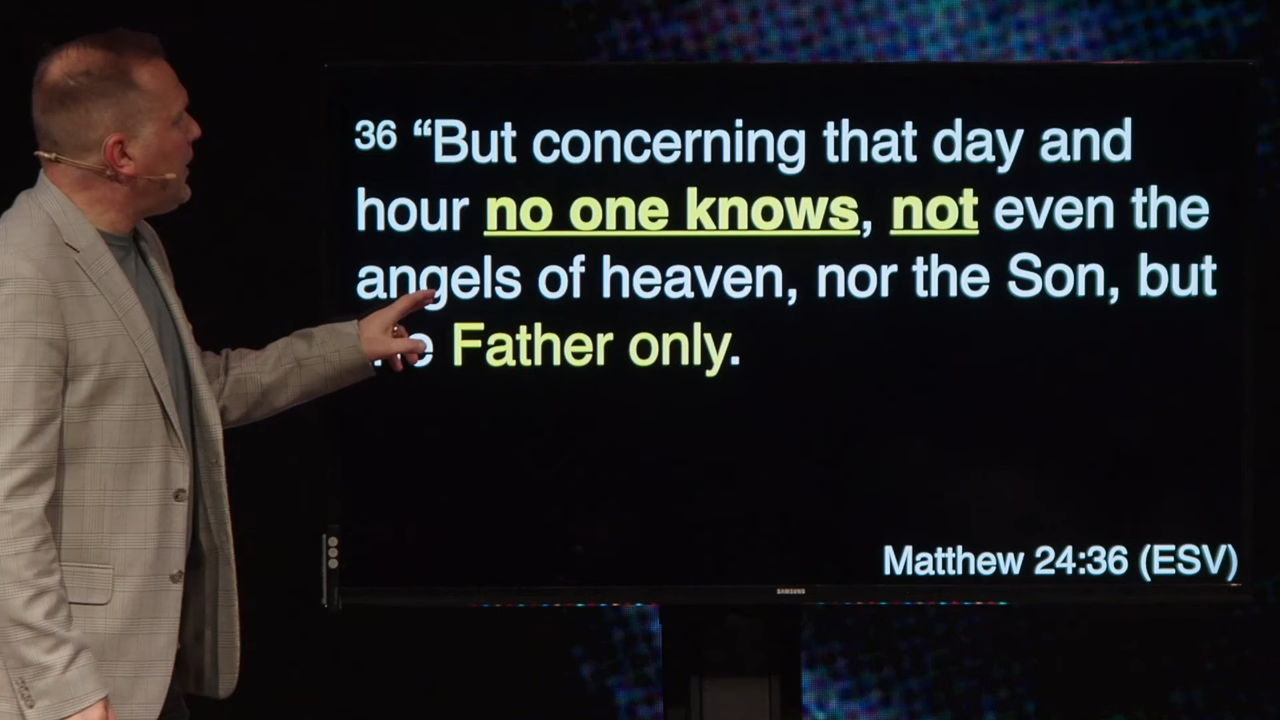 36 “But concerning that day and
hour no one knows, not even the
angels of heaven, nor the Son, but
Father only.
Matthew 24:36 (ESV)
SAMSUNG